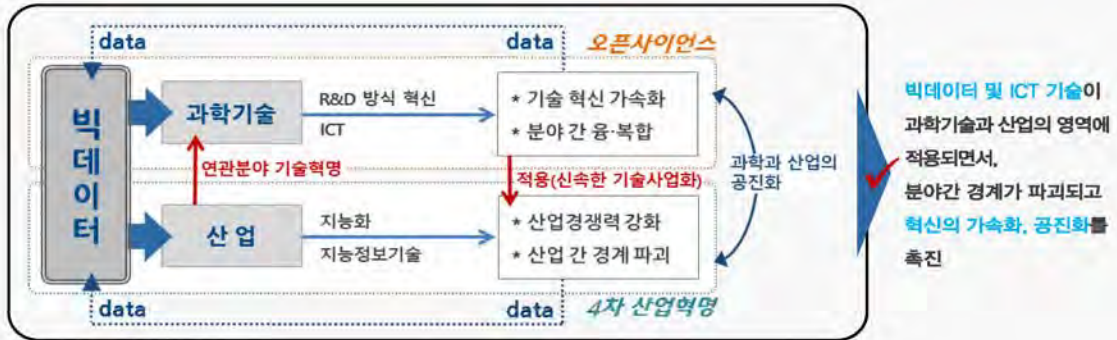 data
data
오픈사이언스
빅데이터
과학기술
R&D 방식 혁신
ICT
* 기술 혁신 가속화
* 분야 간 융·복합
연관분야 기술혁명
적용(신속한 기술사업화)
과학과 산업의
공진화
산업
지능화
지능정보기술
* 산업경쟁력 강화
* 산업 간 경계 파괴
data
data
4차 산업혁명
빅데이터 및 ICT 기술이
과학기술과 산업의 영역에
적용되면서,
분야간 경계가 파괴되고
혁신의 가속화, 공진화를
촉진